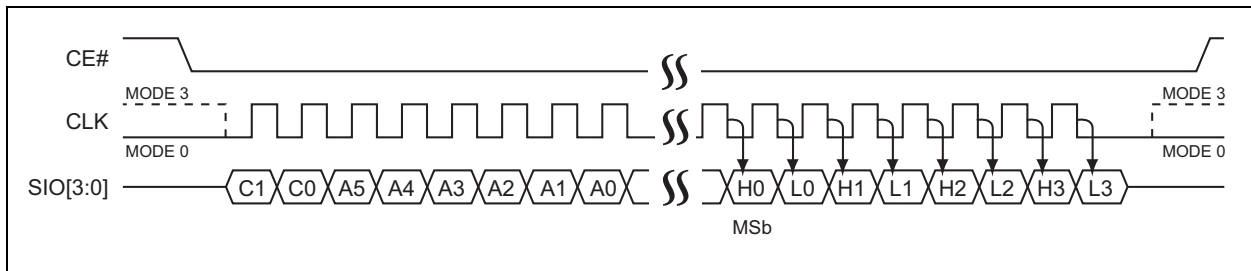 CE#
MODE 3 MODE 3
CLK
MODE 0 MODE 0
SIO[3:0] C1 C0 A5 A4 A3 A2 A1 A0 H0 L0 H1 L1 H2 L2 H3 L3
MSb